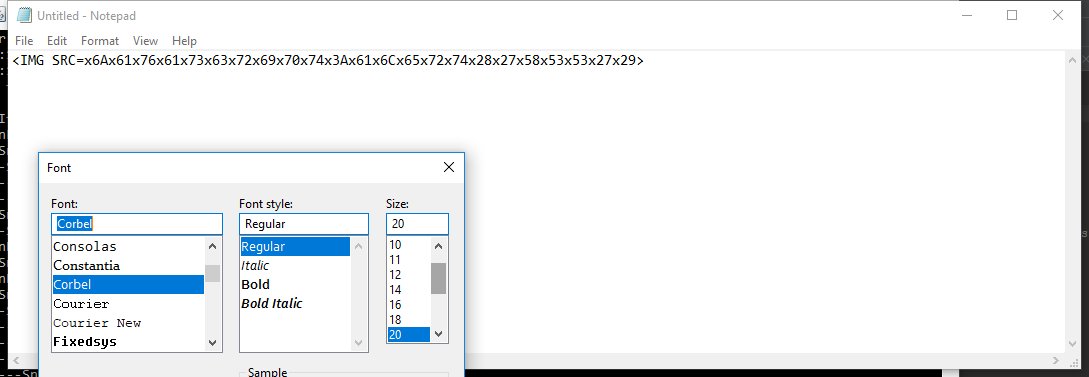 Untitled - Notepad
File Edit Format View Help
<IMG SRC=x6Ax61x76x61x73x63x72x69x70x74x3Ax61x6Cx65x72x74x28x27x58x53x53x27x29>
Font
Font: Font style: Size:
Corbel Regular 20
Consolas Regular 10
Constantia Italic 11
Corbel Bold 12
Courier Bold Italic 14
Courier New 16
Fixedsys 18
20
Sample